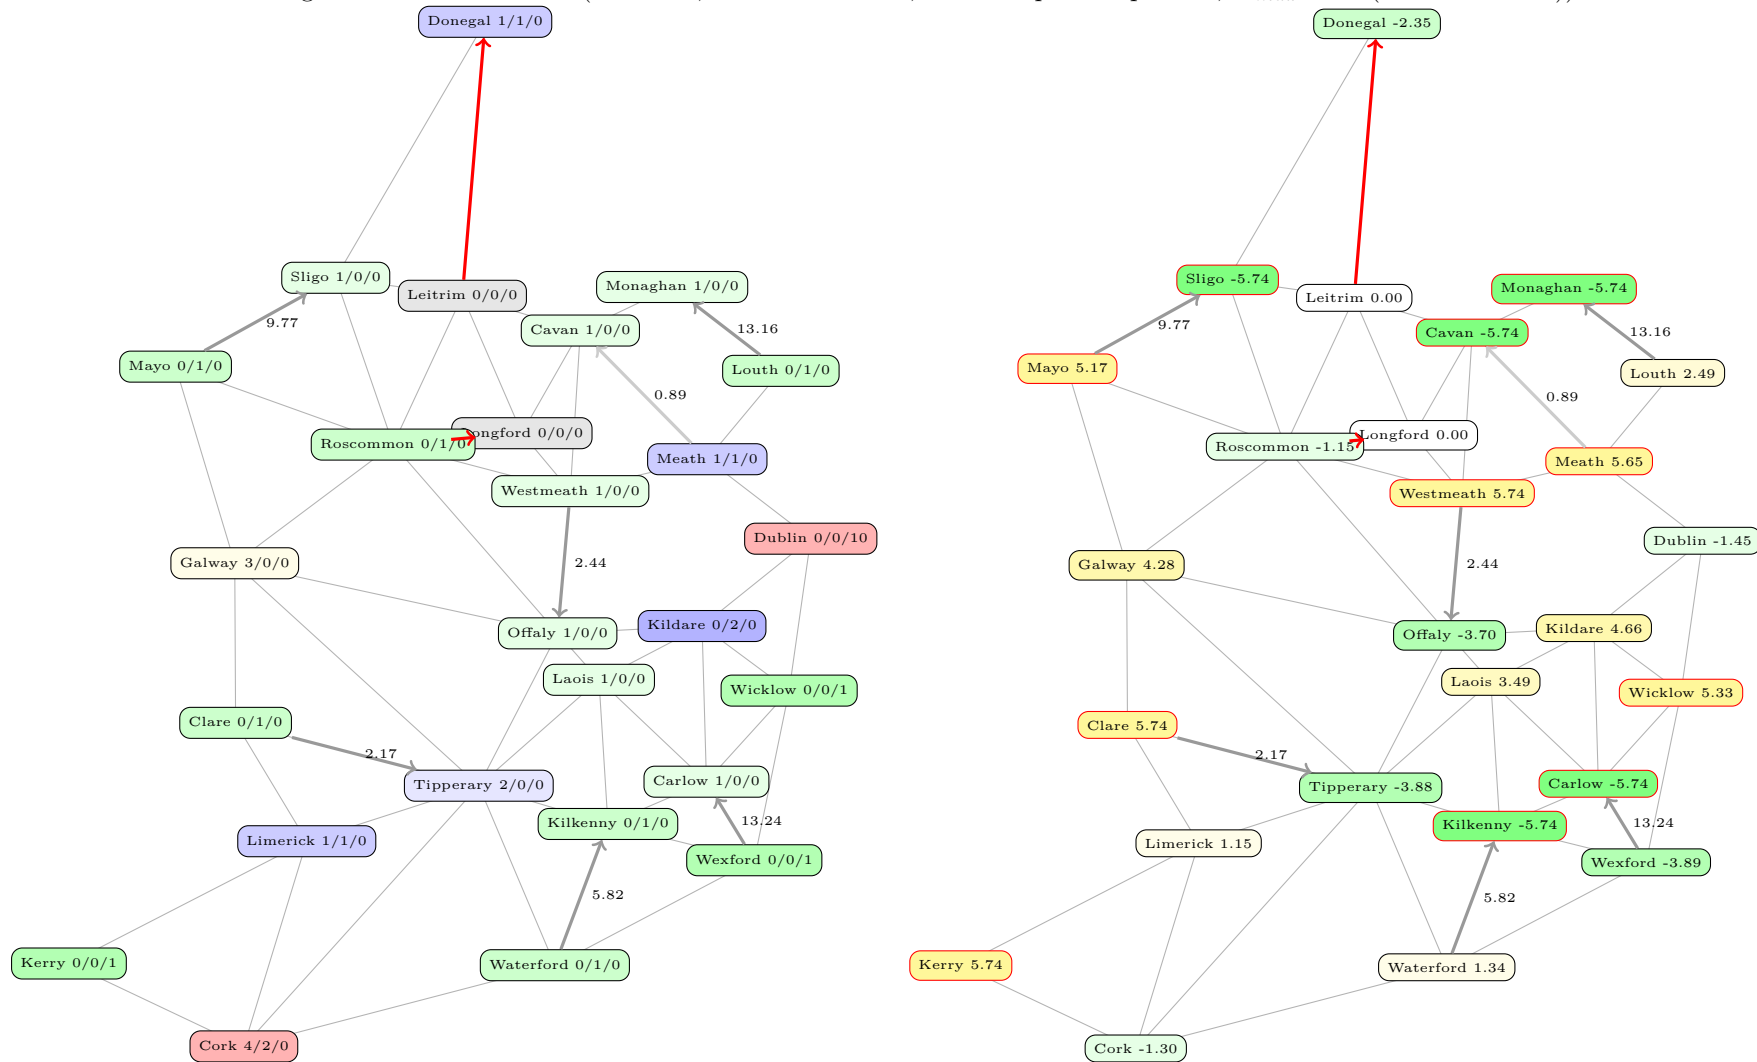 Donegal 1/1/0
Sligo 1/0/0
Leitrim 0/0/0
Monaghan 1/0/0
Cavan 1/0/0
9.77
13.16
Mayo 0/1/0
Louth 0/1/0
0.89
Longford 0/0/0
Roscommon 0/1/0
Meath 1/1/0
Westmeath 1/0/0
Dublin 0/0/10
Galway 3/0/0
2.44
Offaly 1/0/0
Kildare 0/2/0
Laois 1/0/0
Wicklow 0/0/1
Clare 0/1/0
2.17
Tipperary 2/0/0
Carlow 1/0/0
Kilkenny 0/1/0
13.24
Limerick 1/1/0
Wexford 0/0/1
5.82
Kerry 0/0/1
Waterford 0/1/0
Cork 4/2/0
Donegal -2.35
Sligo -5.74
Leitrim 0.00
Monaghan -5.74
Cavan -5.74
9.77
13.16
Mayo 5.17
Louth 2.49
0.89
Longford 0.00
Roscommon -1.15
Meath 5.65
Westmeath 5.74
Dublin -1.45
Galway 4.28
2.44
Offaly -3.70
Kildare 4.66
Laois 3.49
Wicklow 5.33
Clare 5.74
2.17
Tipperary -3.88
Carlow -5.74
Kilkenny -5.74
13.24
Limerick 1.15
Wexford -3.89
5.82
Kerry 5.74
Waterford 1.34
Cork -1.30